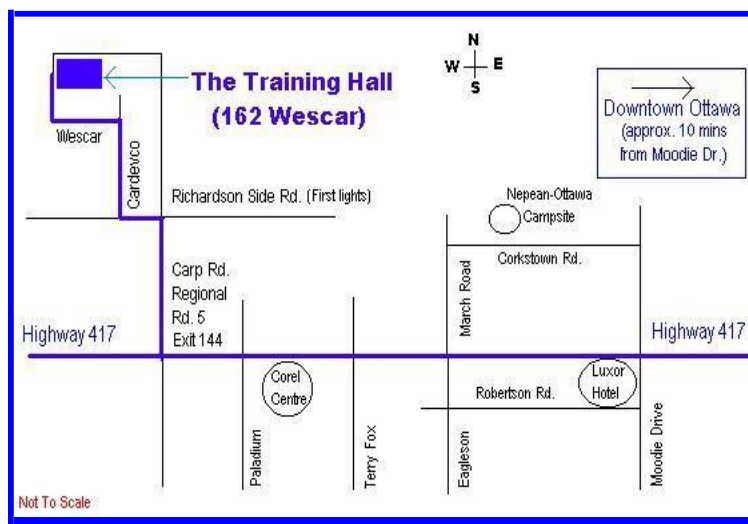 N
W E
S
The Training Hall
(162 Wescar)
Downtown Ottawa
(approx. 10 mins
from Moodie Dr.)
Wescar
Cardevco
Richardson Side Rd. (First lights)
Nepean-Ottawa
Campsite
Corkstown Rd.
March Road
Carp Rd.
Regional
Rd. 5
Exit 144
Highway 417
Highway 417
Corel
Centre
Luxor
Hotel
Robertson Rd.
Paladium
Terry Fox
Eagleson
Moodie Drive
Not To Scale